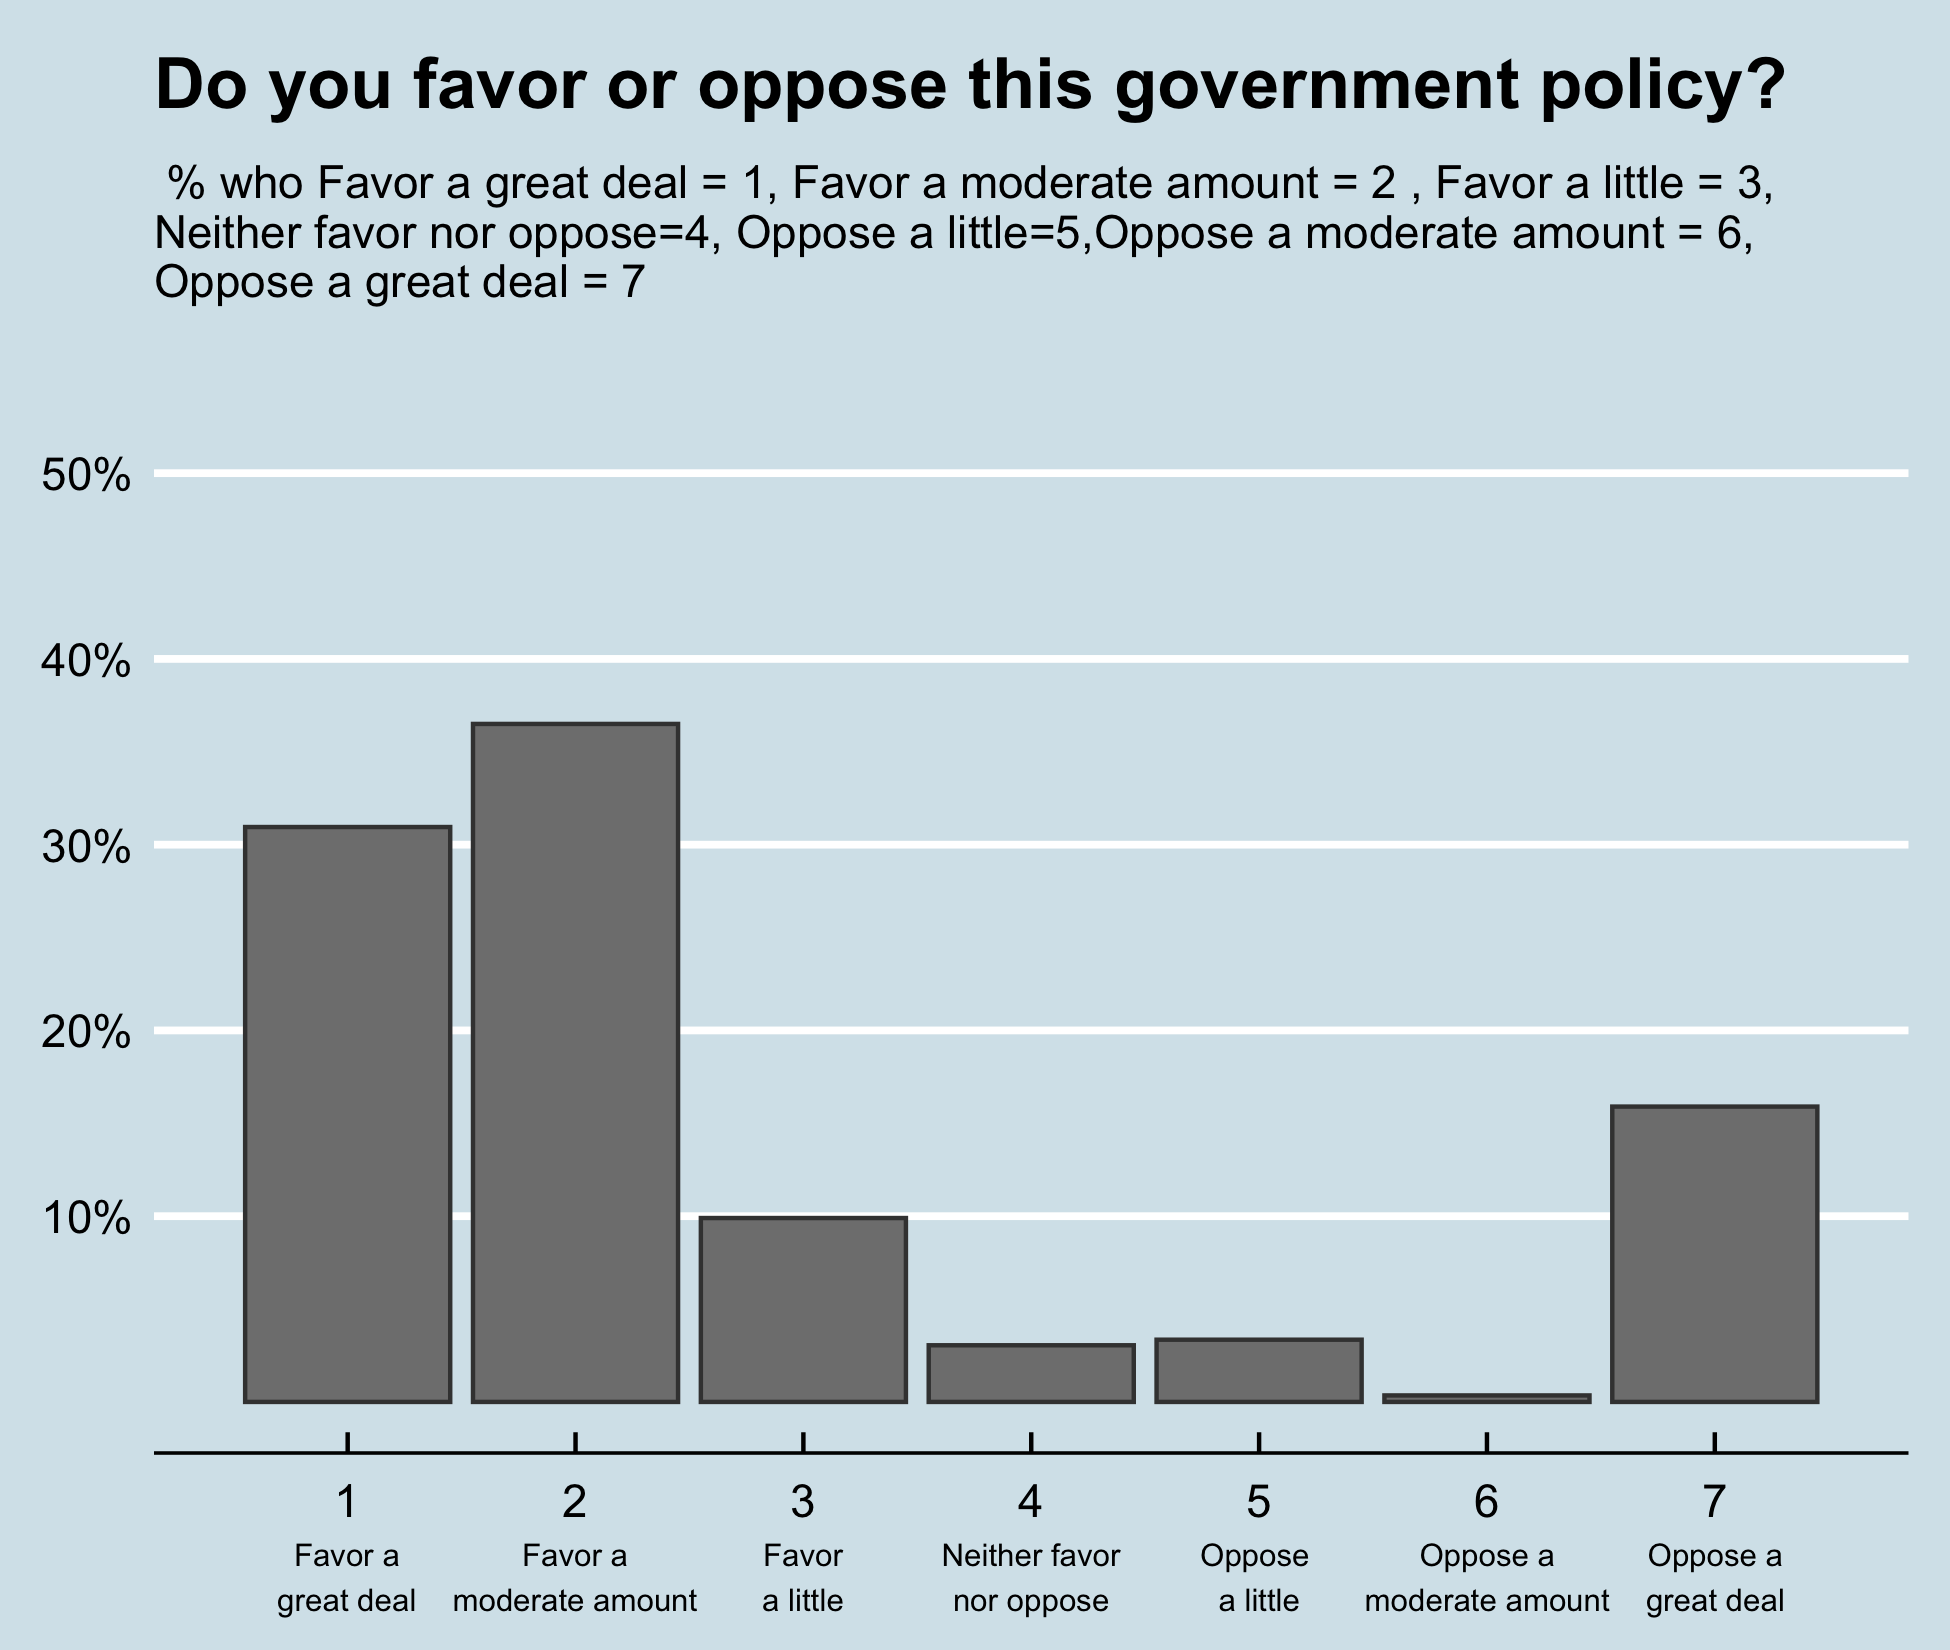 Do you favor or oppose this government policy?
% who Favor a great deal = 1, Favor a moderate amount = 2 , Favor a little = 3,
Neither favor nor oppose=4, Oppose a little=5,Oppose a moderate amount = 6,
Oppose a great deal = 7
50%
40%
30%
20%
10%
1 2 3 4 5 6 7
Favor a Favor a Favor Neither favor Oppose Oppose a Oppose a
great deal moderate amount a little nor oppose a little moderate amount great deal